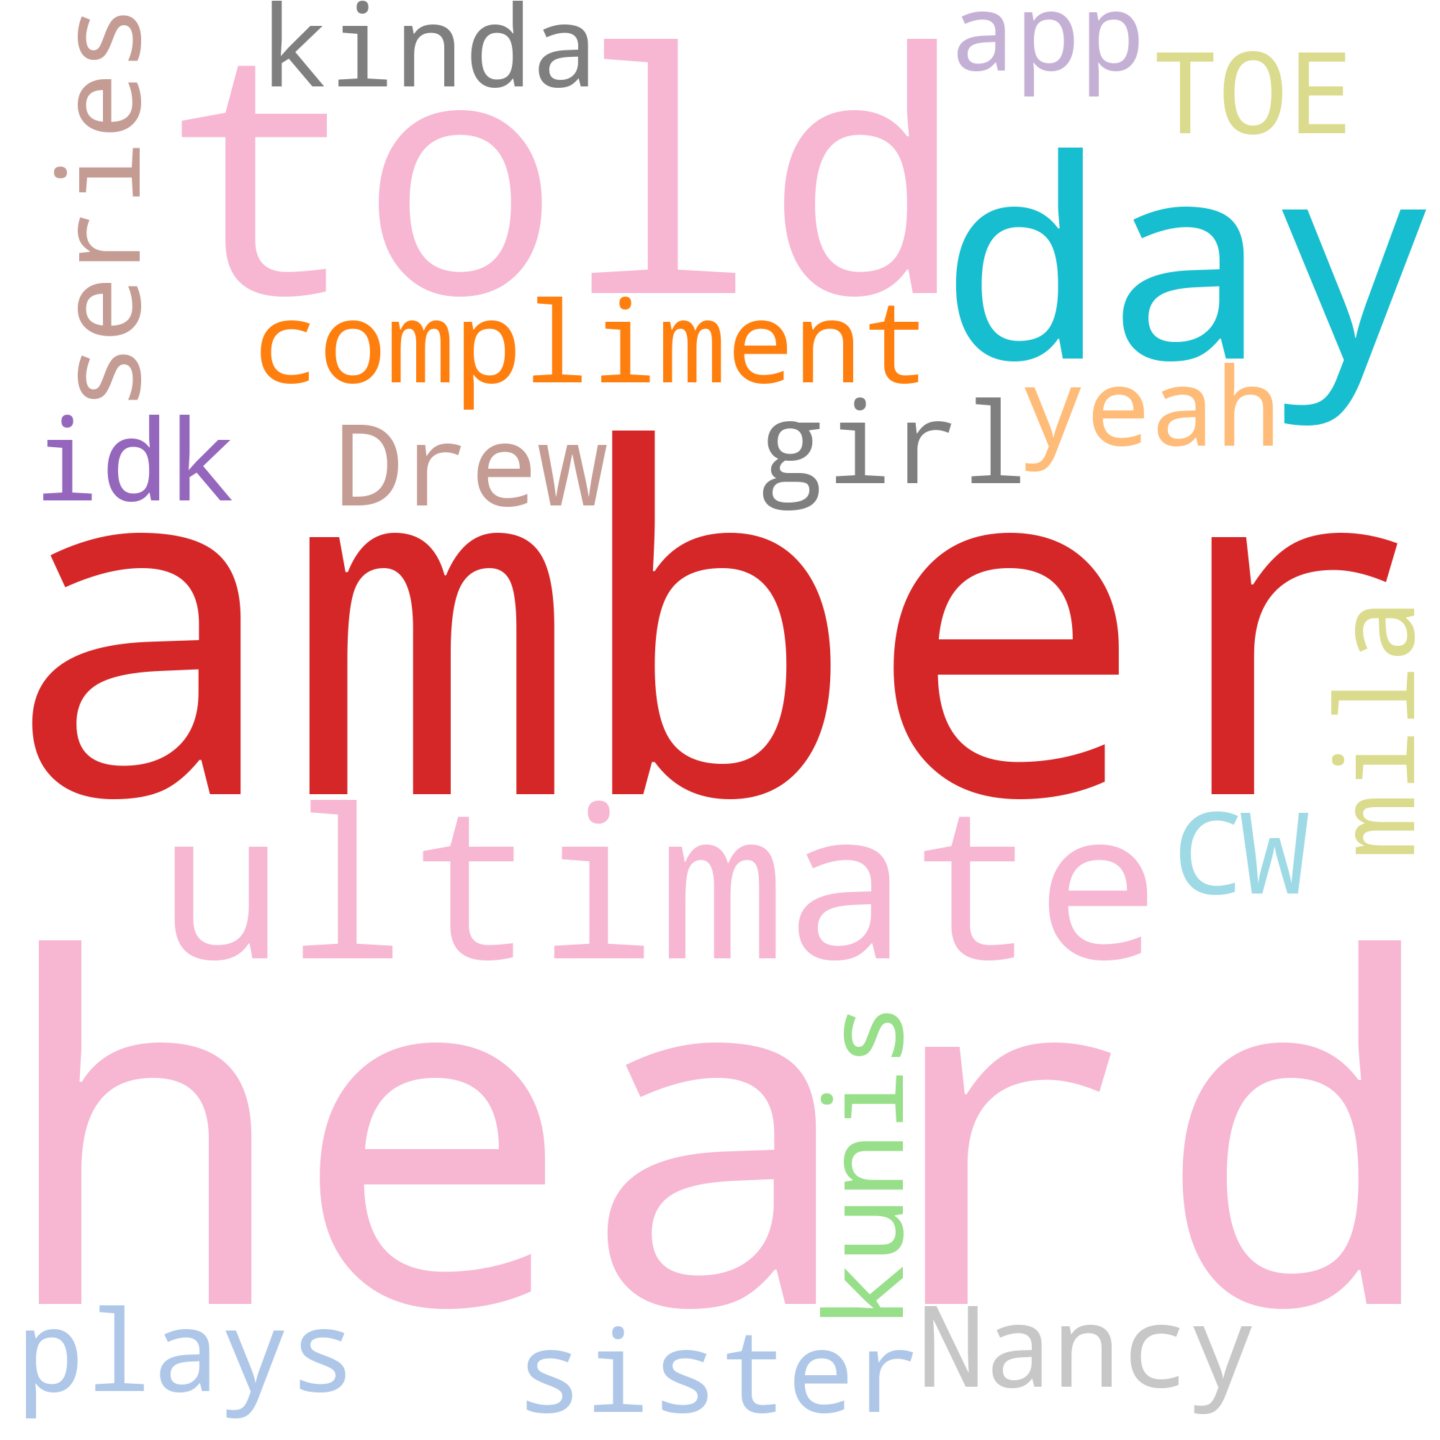 kinda
app
TOE
series
told
day
compliment
yeah
idk
Drew
girl
amber
mila
ultimate
CW
heard
kunis
plays
sister
Nancy